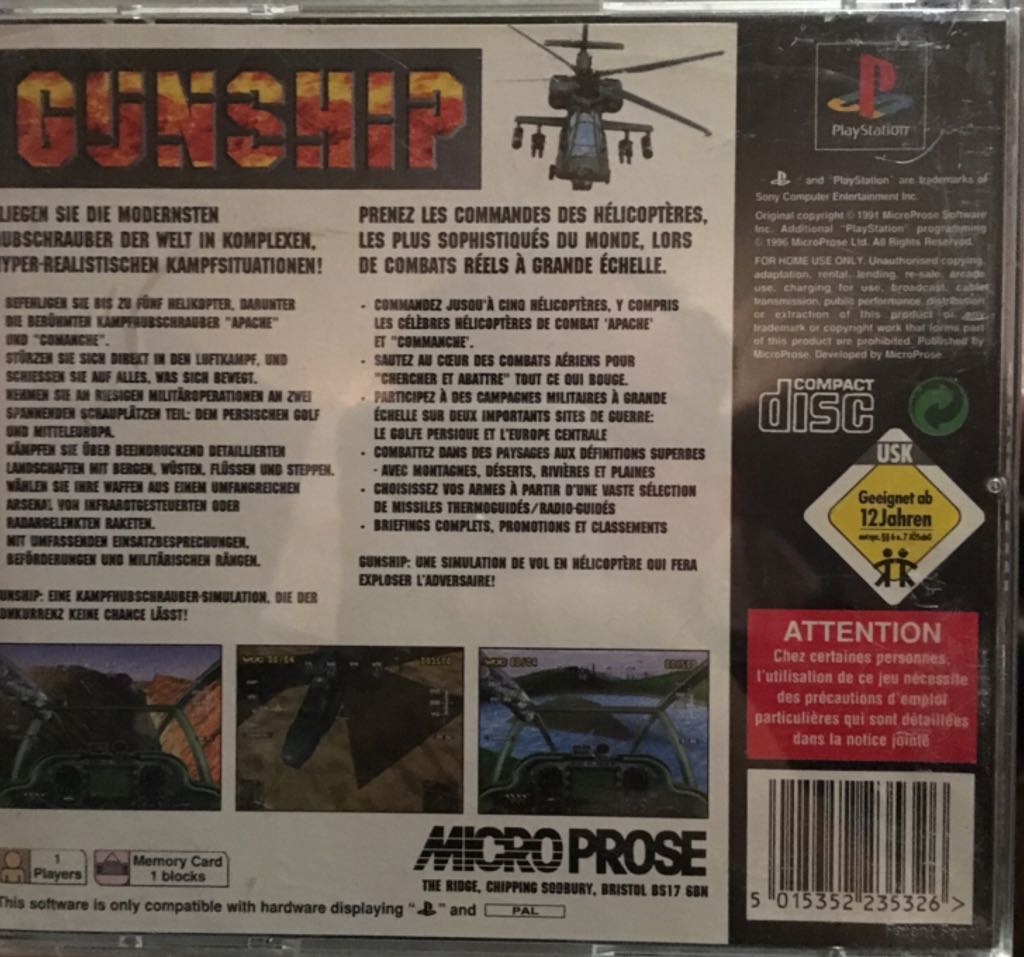 GUNSHIP
LIEGEN SIE DIE MODERNSTEN
UBSCHRAUBER DER WELT IN KOMPLEXEN,
YPER-REALISTISCHEN KAMPFSITUATIONEN!
BEFEHLIGEN SIE BIS ZU FÜNF HELIKOPTER, DARUNTER
DIE BERÜHMTEN KAMPFHUBSCHRAUBER "APACHE"
UND "COMANCHE".
STÜRZEN SIE SICH DIREKT IN DEN LUFTKAMPF, UND
SCHIESSEN SIE AUF ALLES, WAS SICH BEWEGT.
NEHMEN SIE AN RIESIGEN MILITÄROPERATIONEN AN ZWEI
SPANNENDEN SCHAUPLÄTZEN TEIL: DEM PERSISCHEN GOLF
UND MITTELEUROPA.
KÄMPFEN SIE ÜBER BEEINDRUCKEND DETAILLIERTEN
LANDSCHAFTEN MIT BERGEN, WÜSTEN, FLÜSSEN UND STEPPEN.
WÄHLEN SIE IHRE WAFFEN AUS EINEM UMFANGREICHEN
ARSENAL VON INFRAROTGESTEUERTEN ODER
RADARGELENKTEN RAKETEN.
MIT UMFASSENDEN EINSATZBESPRECHUNGEN,
BEFÖRDERUNGEN UND MILITÄRISCHEN RÄNGEN.
UNSHIP: EINE KAMPFHUBSCHRAUBER-SIMULATION, DIE DER
ONKURRENZ KEINE CHANCE LÄSST!
PRENEZ LES COMMANDES DES HÉLICOPTÈRES,
LES PLUS SOPHISTIQUÉS DU MONDE, LORS
DE COMBATS RÉELS À GRANDE ÉCHELLE.
- COMMANDEZ JUSQU'À CINQ HÉLICOPTÈRES, Y COMPRIS
LES CÉLÈBRES HÉLICOPTÈRES DE COMBAT 'APACHE'
ET "COMMANCHE'.
- SAUTEZ AU CŒUR DES COMBATS AÉRIENS POUR
"CHERCHER ET ABATTRE" TOUT CE QUI BOUGE.
- PARTICIPEZ À DES CAMPAGNES MILITAIRES À GRANDE
ÉCHELLE SUR DEUX IMPORTANTS SITES DE GUERRE:
LE GOLFE PERSIQUE ET L'EUROPE CENTRALE
- COMBATTEZ DANS DES PAYSAGES AUX DÉFINITIONS SUPERBES
- AVEC MONTAGNES, DÉSERTS, RIVIÈRES ET PLAINES
- CHOISISSEZ VOS ARMES À PARTIR D'UNE VASTE SÉLECTION
DE MISSILES THERMOGUIDÉS/RADIO-GUIDÉS
- BRIEFINGS COMPLETS, PROMOTIONS ET CLASSEMENTS
GUNSHIP: UNE SIMULATION DE VOL EN HÉLICOPTÈRE QUI FERA
EXPLOSER L'ADVERSAIRE!
1
Players
Memory Card
1 blocks
MICRO PROSE
THE RIDGE, CHIPPING SODBURY, BRISTOL BS17 6BN
This software is only compatible with hardware displaying " " and PAL
PlayStation
and "PlayStation" are trademarks of
Sony Computer Entertainment Inc.
Original copyright © 1991 MicroProse Software
Inc. Additional "PlayStation" programming
© 1996 MicroProse Ltd. All Rights Reserved.
FOR HOME USE ONLY. Unauthorised copying,
adaptation, rental, lending, re-sale, arcade
use, charging for use, broadcast, cable
transmission, public performance, distribution
or extraction of this product or any
trademark or copyright work that forms part
of this product are prohibited. Published by
MicroProse. Developed by MicroProse
COMPACT
disc
USK
Geeignet ab
12 Jahren
ATTENTION
Chez certaines personnes,
l'utilisation de ce jeu nécessite
des précautions d'emploi
particulières qui sont détaillées
dans la notice jointe
5 015352 235326 >